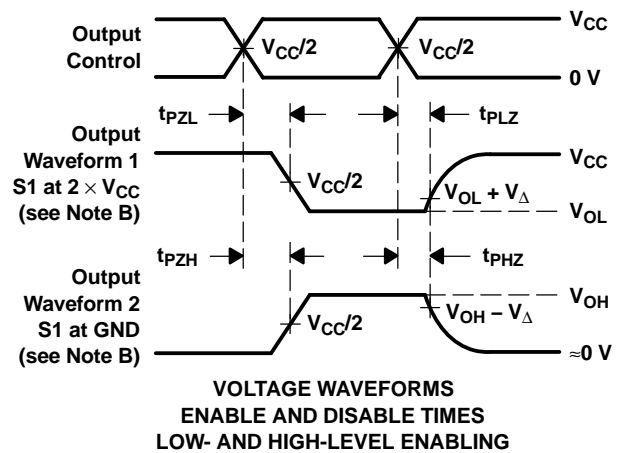 Output
Control
V_CC/2
V_CC/2
V_CC
0 V
t_PZL
t_PLZ
Output
Waveform 1
S1 at 2 × V_CC
(see Note B)
V_CC/2
V_CC
V_OL + V_Δ
V_OL
t_PZH
t_PHZ
Output
Waveform 2
S1 at GND
(see Note B)
V_CC/2
V_OH
V_OH − V_Δ
≈0 V
VOLTAGE WAVEFORMS
ENABLE AND DISABLE TIMES
LOW- AND HIGH-LEVEL ENABLING